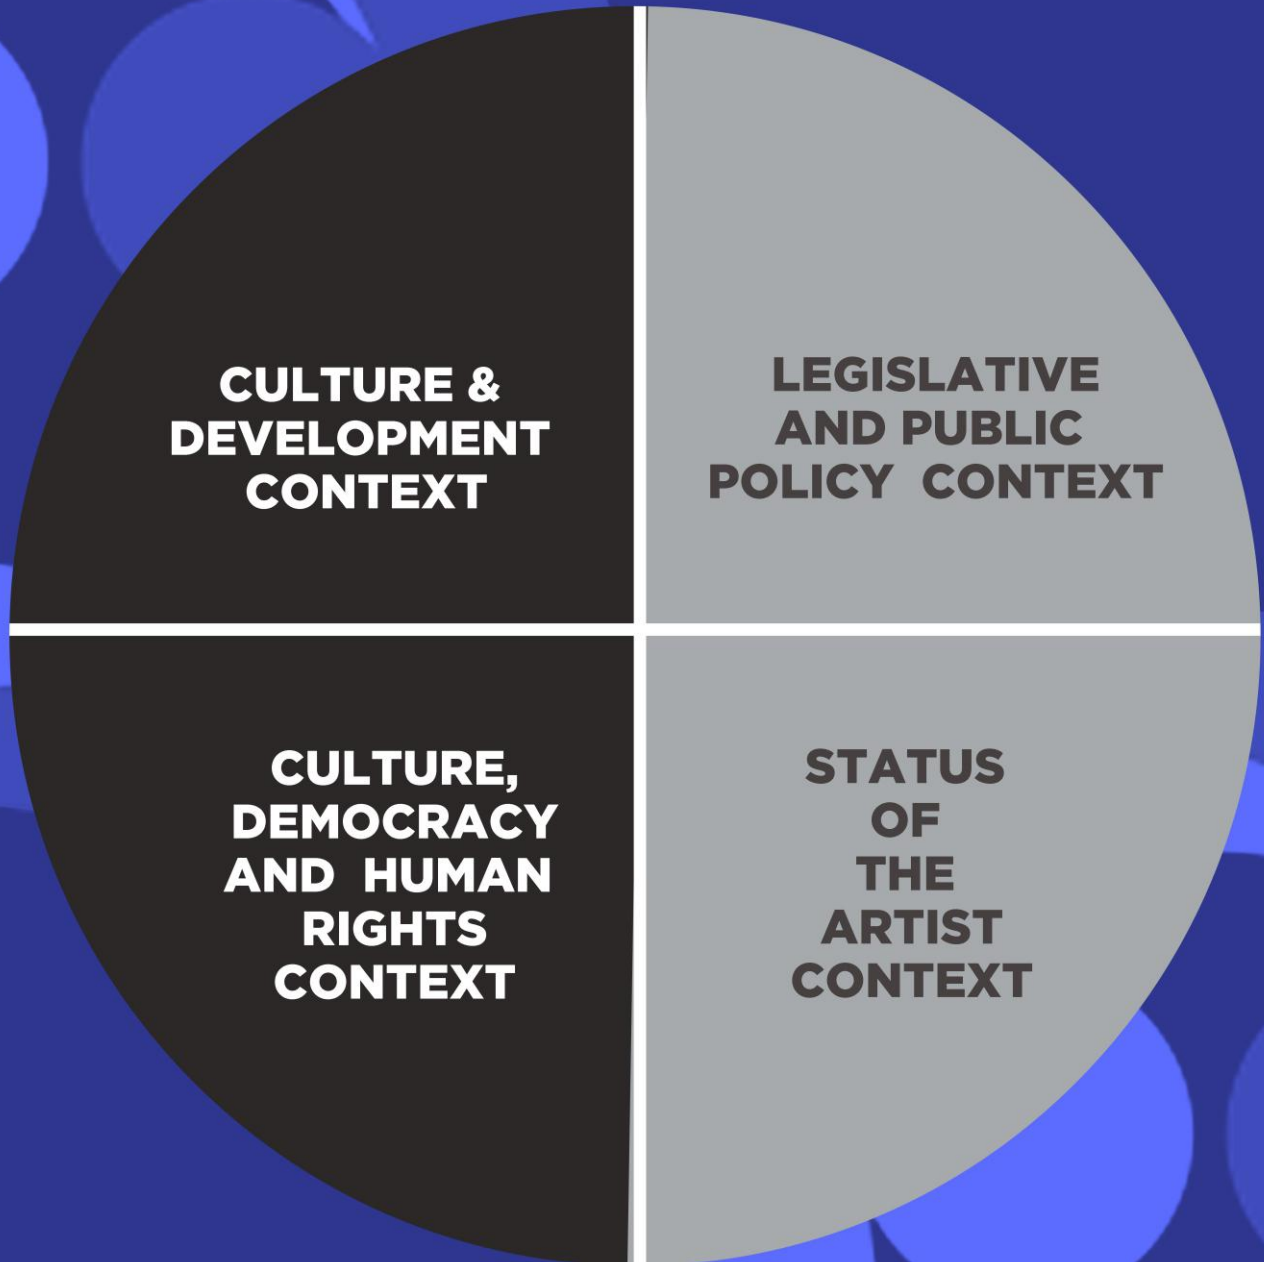 CULTURE &
DEVELOPMENT
CONTEXT
LEGISLATIVE
AND PUBLIC
POLICY CONTEXT
CULTURE,
DEMOCRACY
AND HUMAN
RIGHTS
CONTEXT
STATUS
OF
THE
ARTIST
CONTEXT